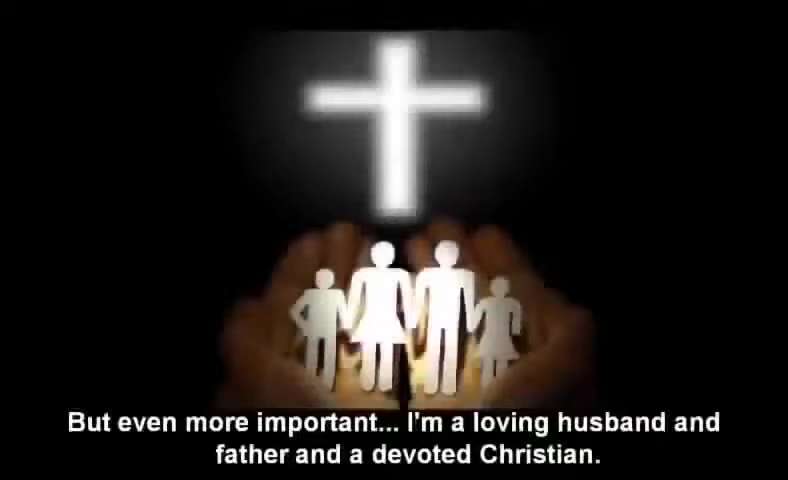 But even more important... I'm a loving husband and
father and a devoted Christian.